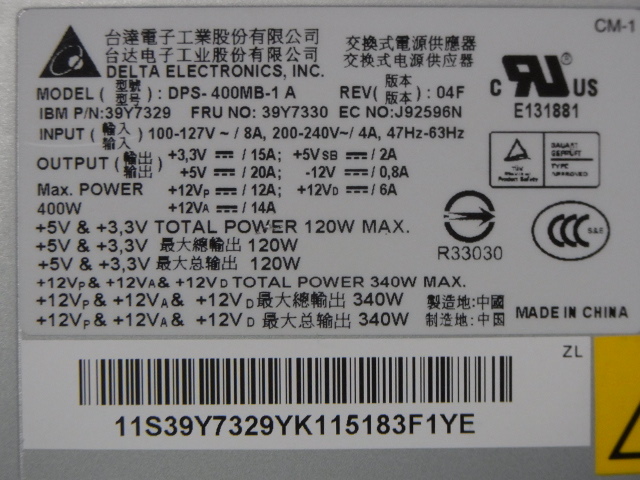 CM-1
台達電子工業股份有限公司
台达电子工业股份有限公司
DELTA ELECTRONICS, INC.
交換式電源供應器
交换式电源供应器
MODEL (型號 型号): DPS-400MB-1 A REV(版本 版本): 04F
IBM P/N:39Y7329 FRU NO: 39Y7330 EC NO:J92596N
INPUT (輸入 输入) 100-127V ~ / 8A, 200-240V~/ 4A, 47Hz-63Hz
OUTPUT (輸出 输出) +3,3V ⎓ / 15A; +5VSB ⎓ / 2A
+5V ⎓ / 20A; -12V ⎓ / 0,8A
Max. POWER +12VP ⎓ / 12A; +12VD ⎓ / 6A
400W +12VA ⎓ / 14A
+5V & +3,3V TOTAL POWER 120W MAX.
+5V & +3,3V 最大總輸出 120W
+5V & +3,3V 最大总输出 120W
+12VP& +12VA& +12VD TOTAL POWER 340W MAX.
+12VP& +12VA& +12VD 最大總輸出 340W
+12VP& +12VA& +12VD 最大总输出 340W
製造地:中國
制造地:中国
MADE IN CHINA
C RU US
E131881
TYPE
APPROVED
R33030
CCC S&E
ZL
11S39Y7329YK115183F1YE